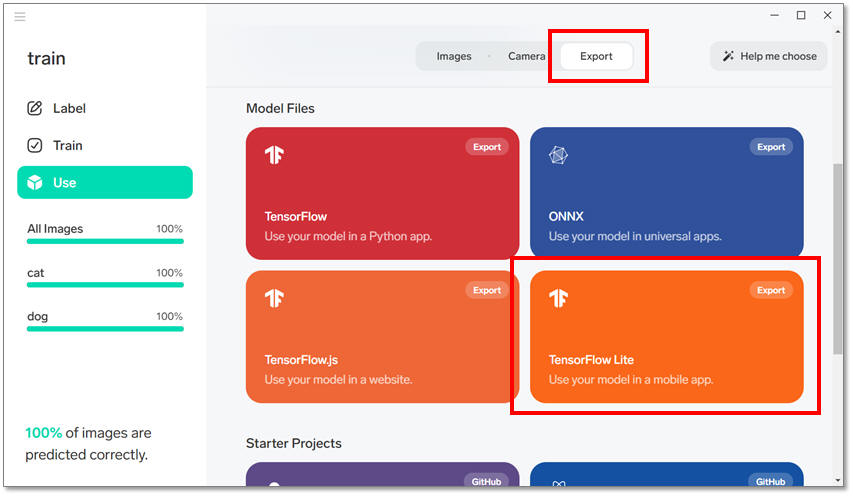 train
Label
Train
Use
All Images 100%
cat 100%
dog 100%
100% of images are
predicted correctly.
Images Camera Export
Help me choose
Model Files
Export
TensorFlow
Use your model in a Python app.
Export
ONNX
Use your model in universal apps.
Export
TensorFlow.js
Use your model in a website.
Export
TensorFlow Lite
Use your model in a mobile app.
Starter Projects
GitHub
GitHub